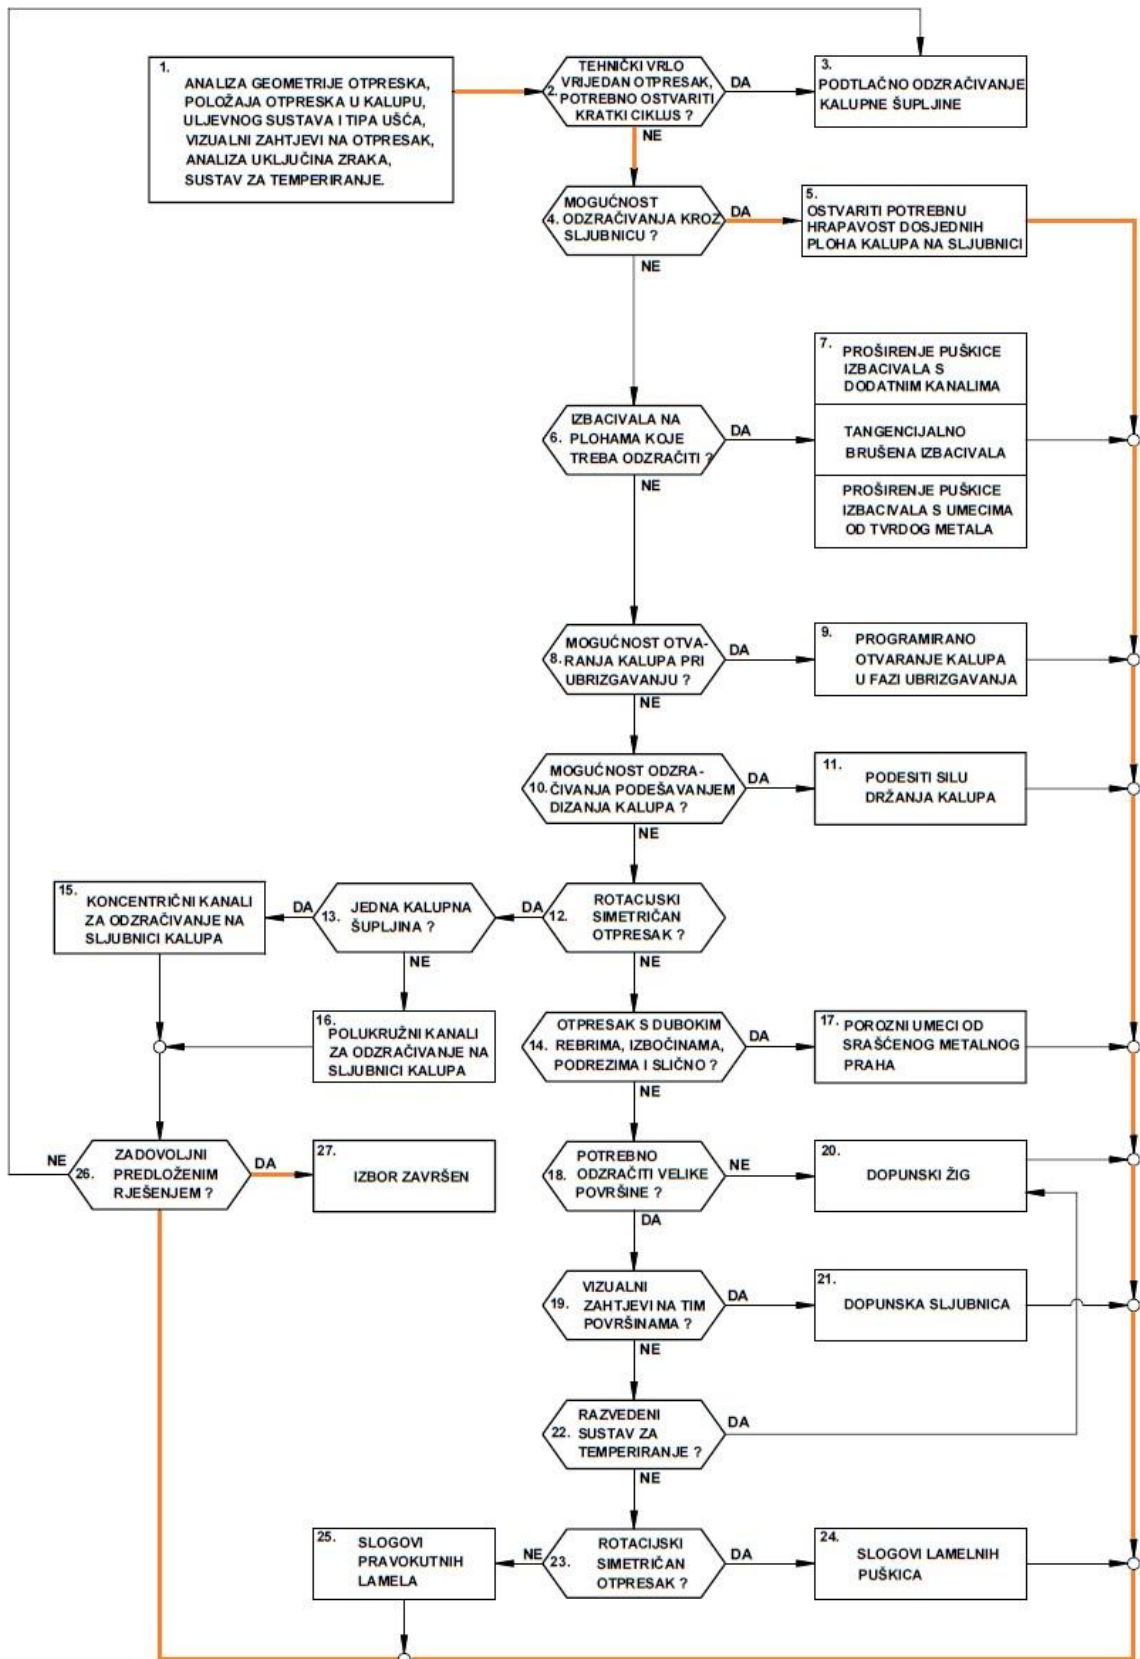 1.
ANALIZA GEOMETRIJE OTPRESKA,
POLOŽAJA OTPRESKA U KALUPU,
ULJEVNOG SUSTAVA I TIPA UŠĆA,
VIZUALNI ZAHTJEVI NA OTPRESAK,
ANALIZA UKLJUČINA ZRAKA,
SUSTAV ZA TEMPERIRANJE.
TEHNIČKI VRLO
VRIJEDAN OTPRESAK,
2. POTREBNO OSTVARITI
KRATKI CIKLUS ?
DA
NE
3.
PODTLAČNO ODZRAČIVANJE
KALUPNE ŠUPLJINE
MOGUĆNOST
4. ODZRAČIVANJA KROZ
SLJUBNICU ?
DA
NE
5.
OSTVARITI POTREBNU
HRAPAVOST DOSJEDNIH
PLOHA KALUPA NA SLJUBNICI
IZBACIVALA NA
6. PLOHAMA KOJE
TREBA ODZRAČITI ?
DA
NE
7. PROŠIRENJE PUŠKICE
IZBACIVALA S
DODATNIM KANALIMA
TANGENCIJALNO
BRUŠENA IZBACIVALA
PROŠIRENJE PUŠKICE
IZBACIVALA S UMECIMA
OD TVRDOG METALA
MOGUĆNOST OTVA-
8. RANJA KALUPA PRI
UBRIZGAVANJU ?
DA
NE
9. PROGRAMIRANO
OTVARANJE KALUPA
U FAZI UBRIZGAVANJA
MOGUĆNOST ODZRA-
10. ČIVANJA PODEŠAVANJEM
DIZANJA KALUPA ?
DA
NE
11. PODESITI SILU
DRŽANJA KALUPA
ROTACIJSKI
12. SIMETRIČAN
OTPRESAK ?
DA
NE
JEDNA KALUPNA
13. ŠUPLJINA ?
DA
NE
15. KONCENTRIČNI KANALI
ZA ODZRAČIVANJE NA
SLJUBNICI KALUPA
16. POLUKRUŽNI KANALI
ZA ODZRAČIVANJE NA
SLJUBNICI KALUPA
OTPRESAK S DUBOKIM
14. REBRIMA, IZBOČINAMA,
PODREZIMA I SLIČNO ?
DA
NE
17. POROZNI UMECI OD
SRAŠĆENOG METALNOG
PRAHA
ZADOVOLJNI
26. PREDLOŽENIM
RJEŠENJEM ?
NE
DA
27.
IZBOR ZAVRŠEN
POTREBNO
18. ODZRAČITI VELIKE
POVRŠINE ?
NE
DA
20.
DOPUNSKI ŽIG
VIZUALNI
19. ZAHTJEVI NA TIM
POVRŠINAMA ?
DA
NE
21.
DOPUNSKA SLJUBNICA
RAZVEDENI
22. SUSTAV ZA
TEMPERIRANJE ?
DA
NE
ROTACIJSKI
23. SIMETRIČAN
OTPRESAK ?
NE
DA
25. SLOGOVI
PRAVOKUTNIH
LAMELA
24. SLOGOVI LAMELNIH
PUŠKICA